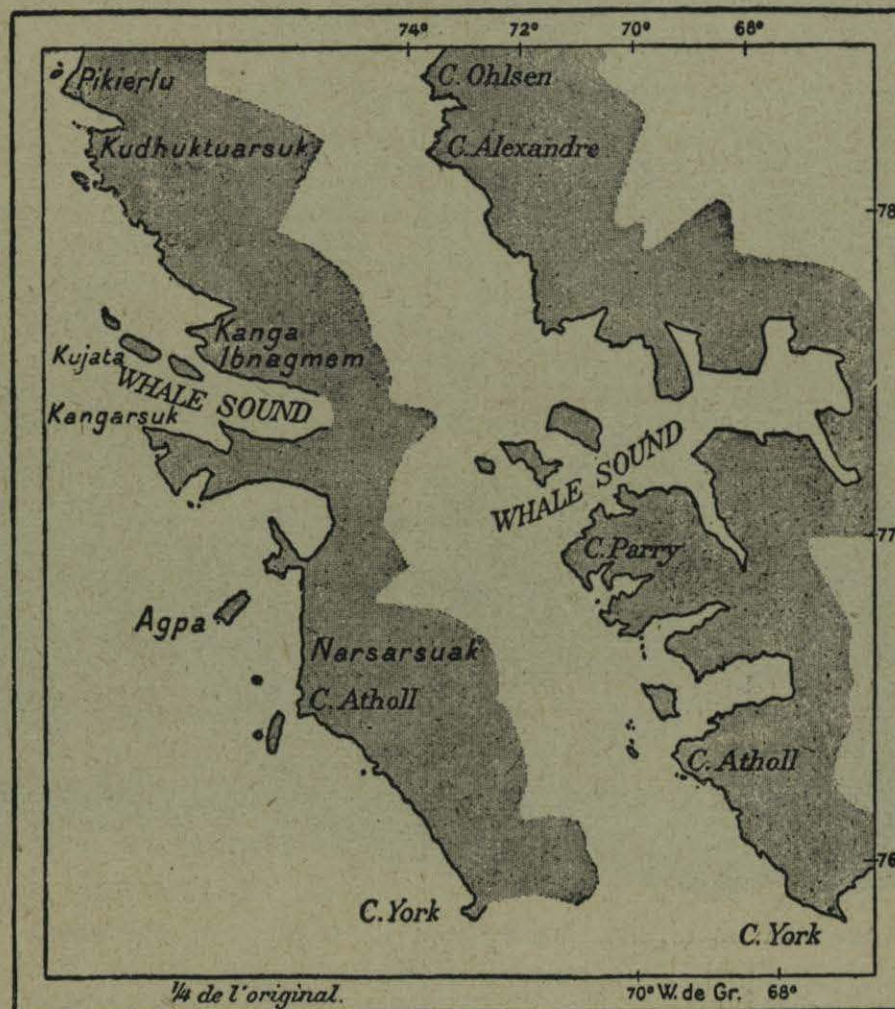 74° 72° 70° 68°
Pikierlu
C. Ohlsen
Kudhuktuarsuk
C. Alexandre
78
Kanga
Ibnagmem
Kujata
WHALE SOUND
Kangarsuk
WHALE SOUND
77
C. Parry
Agpa
Narsarsuak
C. Atholl
C. Atholl
76
C. York
C. York
¼ de l'original.
70° W. de Gr. 68°